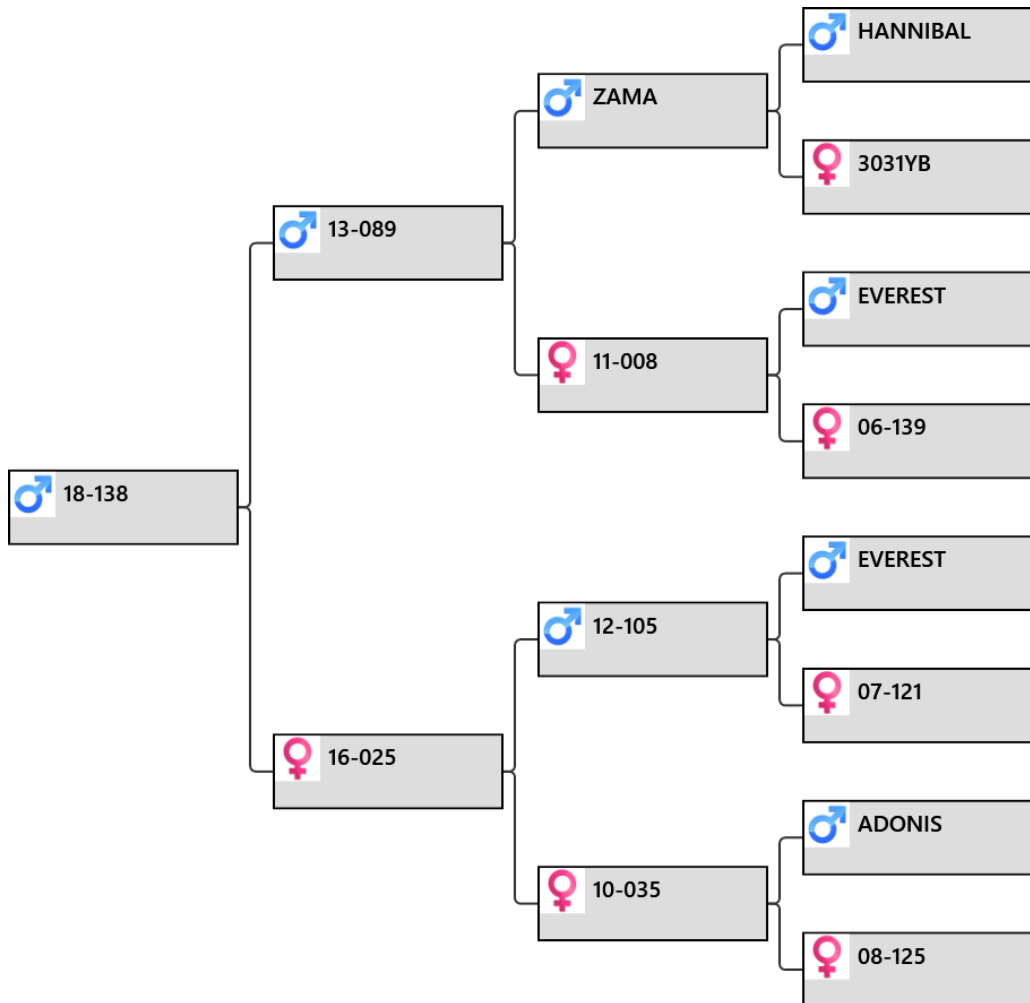 HANNIBAL
ZAMA
3031YB
13-089
EVEREST
11-008
06-139
18-138
EVEREST
12-105
07-121
16-025
ADONIS
10-035
08-125